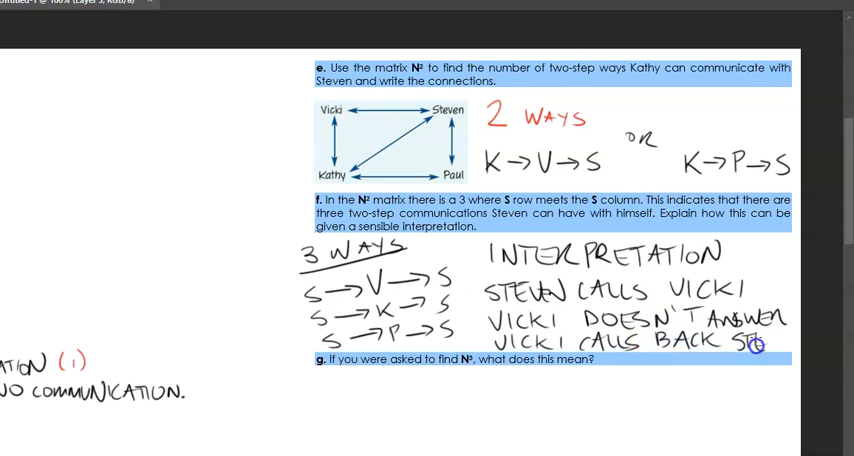 e. Use the matrix N² to find the number of two-step ways Kathy can communicate with
Steven and write the connections.
Vicki Steven
Kathy Paul
2 WAYS
OR
K→V→S K→P→S
f. In the N² matrix there is a 3 where S row meets the S column. This indicates that there are
three two-step communications Steven can have with himself. Explain how this can be
given a sensible interpretation.
3 WAYS
S→V→S
S→K→S
S→P→S
INTERPRETATION
STEVEN CALLS VICKI
VICKI DOESN'T ANSWER
VICKI CALLS BACK STE
g. If you were asked to find N³, what does this mean?
ATION (1)
NO COMMUNICATION.